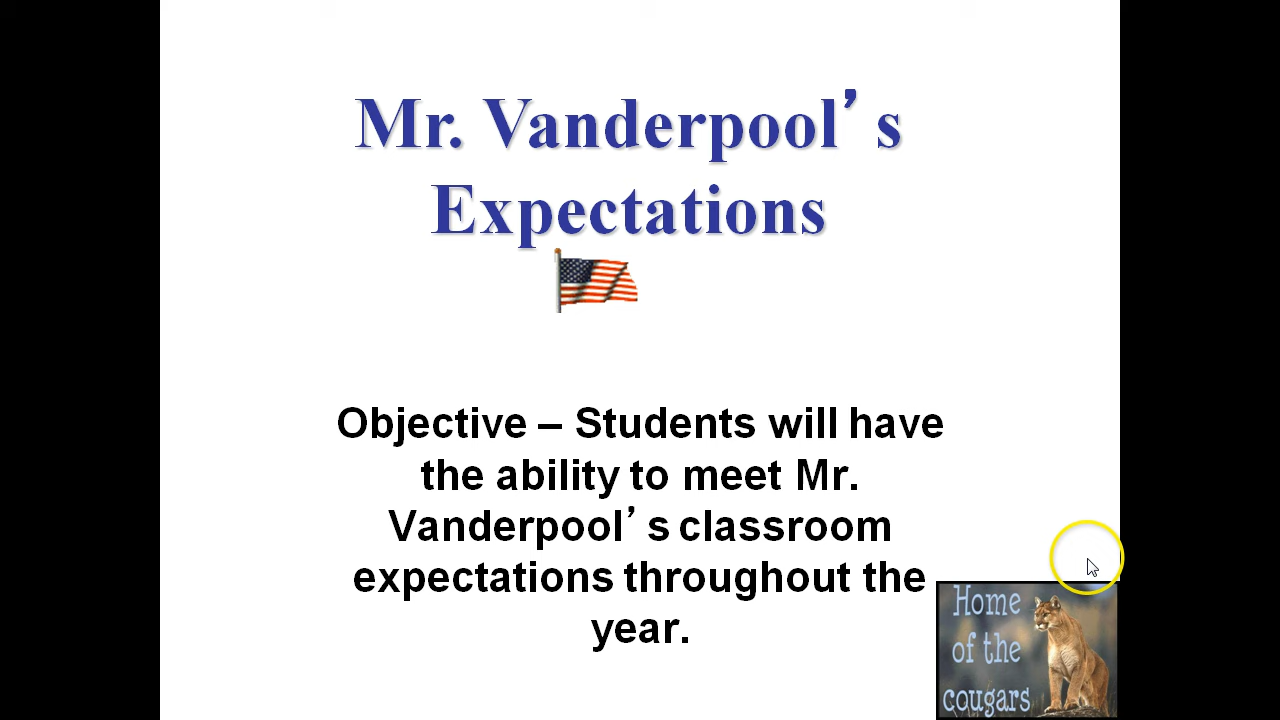 Mr. Vanderpool’s
Expectations
Objective – Students will have
the ability to meet Mr.
Vanderpool’s classroom
expectations throughout the
year.
Home
of the
cougars